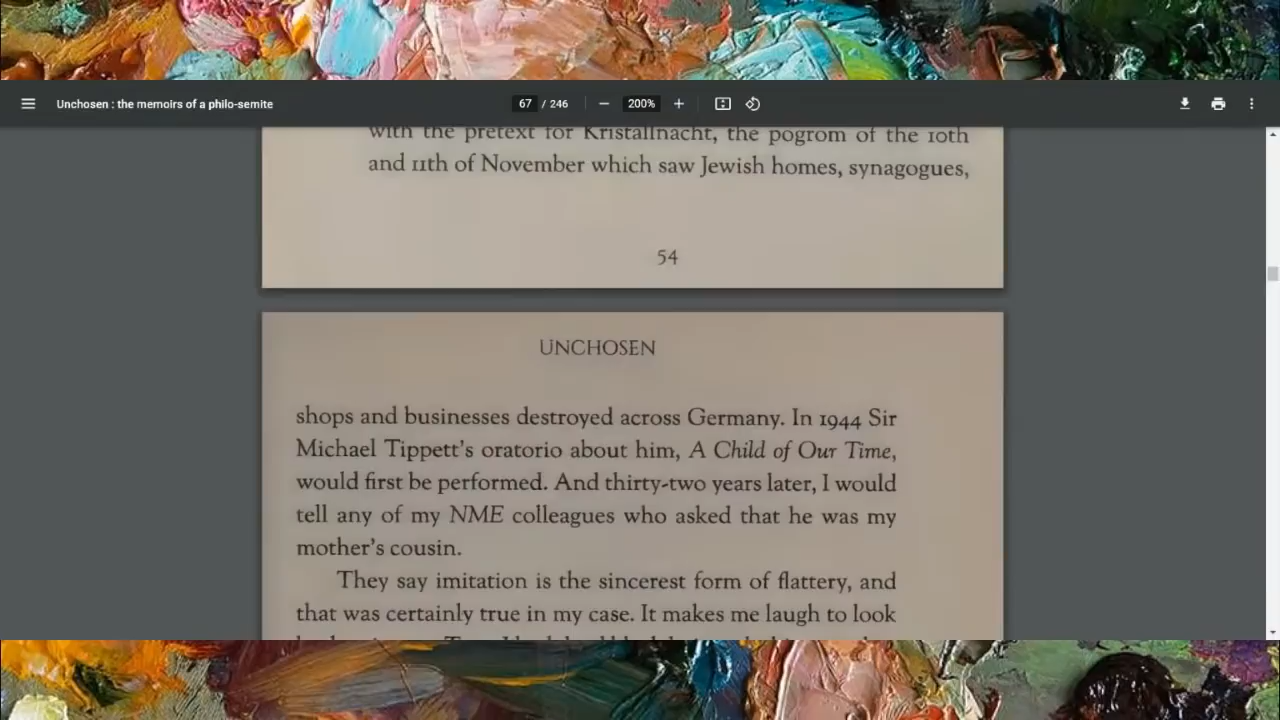 Unchosen : the memoirs of a philo-semite
67 / 246
200%
with the pretext for Kristallnacht, the pogrom of the 10th
and 11th of November which saw Jewish homes, synagogues,
54
UNCHOSEN
shops and businesses destroyed across Germany. In 1944 Sir
Michael Tippett's oratorio about him, A Child of Our Time,
would first be performed. And thirty-two years later, I would
tell any of my NME colleagues who asked that he was my
mother's cousin.
They say imitation is the sincerest form of flattery, and
that was certainly true in my case. It makes me laugh to look